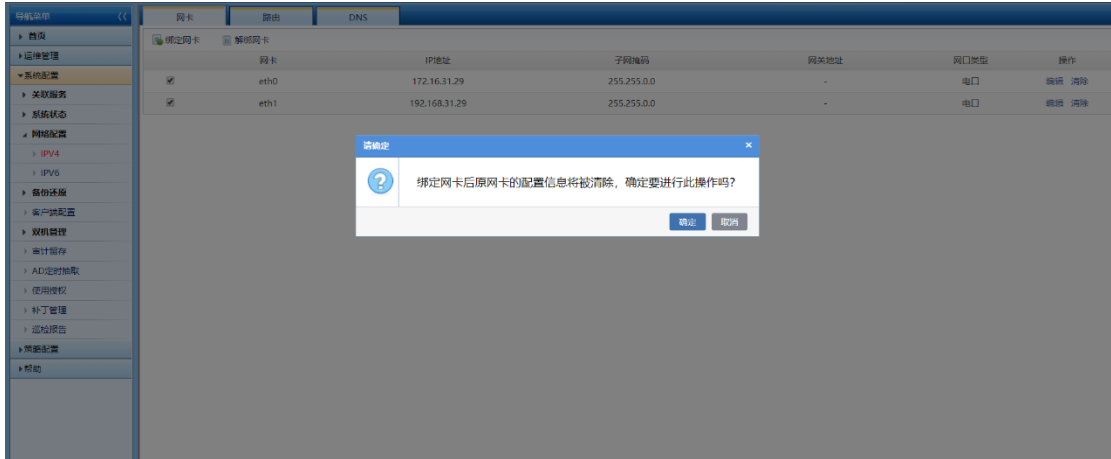 导航菜单 <<
网卡 路由 DNS
首页
绑定网卡 解绑网卡
运维管理
网卡 IP地址 子网掩码 网关地址 网口类型 操作
系统配置
eth0 172.16.31.29 255.255.0.0 - 电口 编辑 清除
关联服务
eth1 192.168.31.29 255.255.0.0 - 电口 编辑 清除
系统状态
网络配置
请确定 ×
IPV4
IPV6
绑定网卡后原网卡的配置信息将被清除，确定要进行此操作吗？
备份还原
客户端配置
确定 取消
双机管理
审计留存
AD定时抽取
使用授权
补丁管理
巡检报告
策略配置
帮助